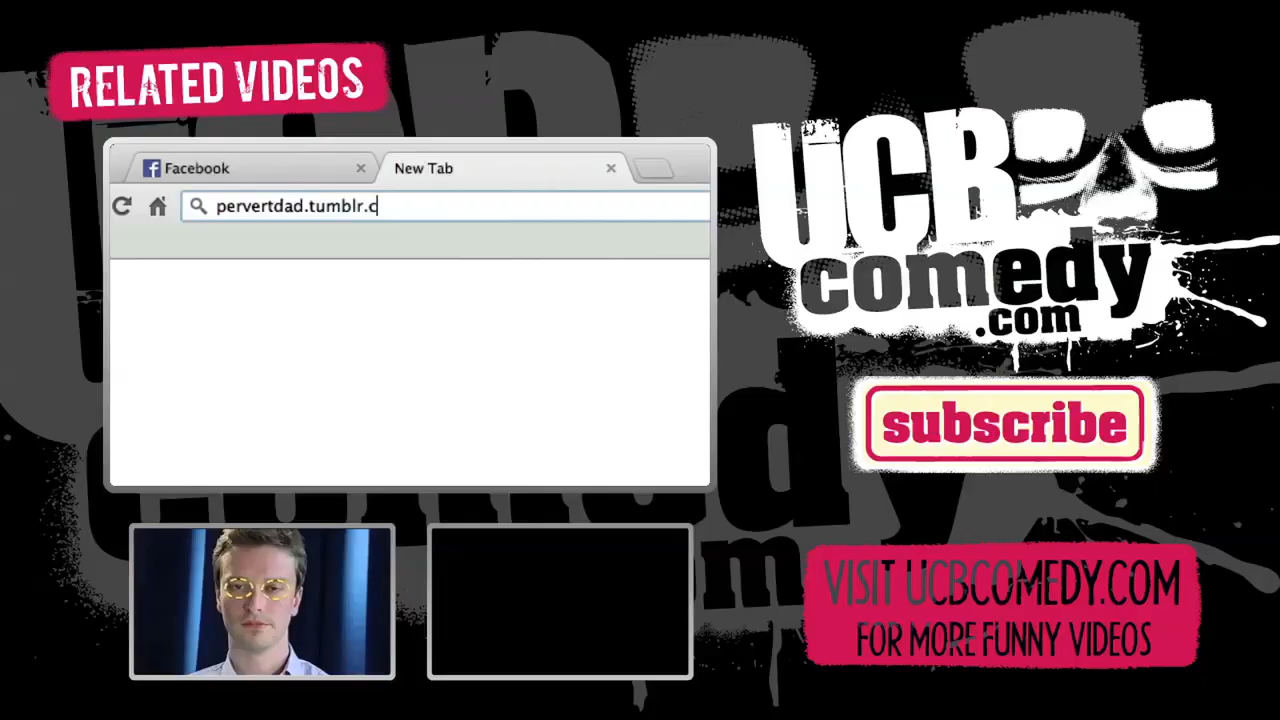 RELATED VIDEOS
Facebook
New Tab
pervertdad.tumblr.c
UCB
comedy
.com
subscribe
VISIT UCBCOMEDY.COM
FOR MORE FUNNY VIDEOS